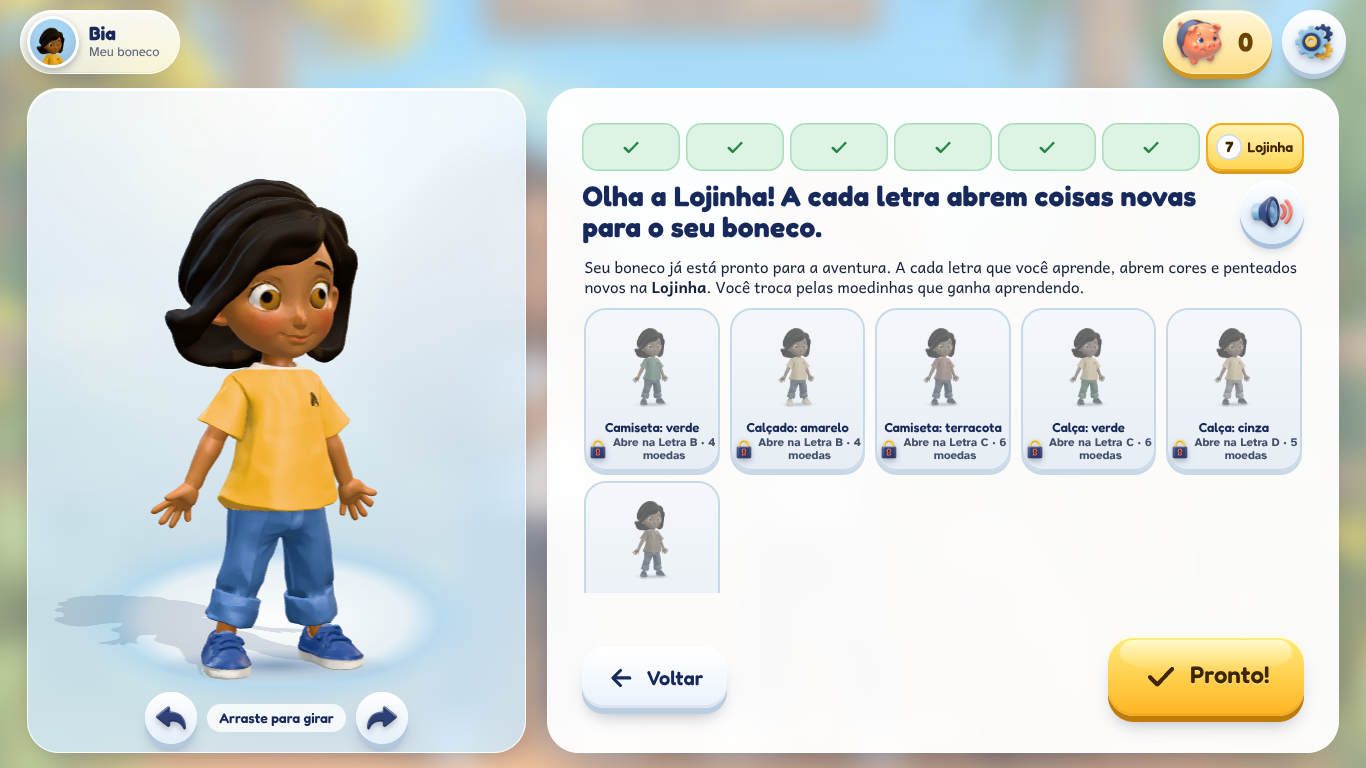 Bia
Meu boneco
0
7 Lojinha
Olha a Lojinha! A cada letra abrem coisas novas
para o seu boneco.
Seu boneco já está pronto para a aventura. A cada letra que você aprende, abrem cores e penteados
novos na Lojinha. Você troca pelas moedinhas que ganha aprendendo.
Camiseta: verde
Abre na Letra B · 4
moedas
Calçado: amarelo
Abre na Letra B · 4
moedas
Camiseta: terracota
Abre na Letra C · 6
moedas
Calça: verde
Abre na Letra C · 6
moedas
Calça: cinza
Abre na Letra D · 5
moedas
A
Voltar
Pronto!
Arraste para girar